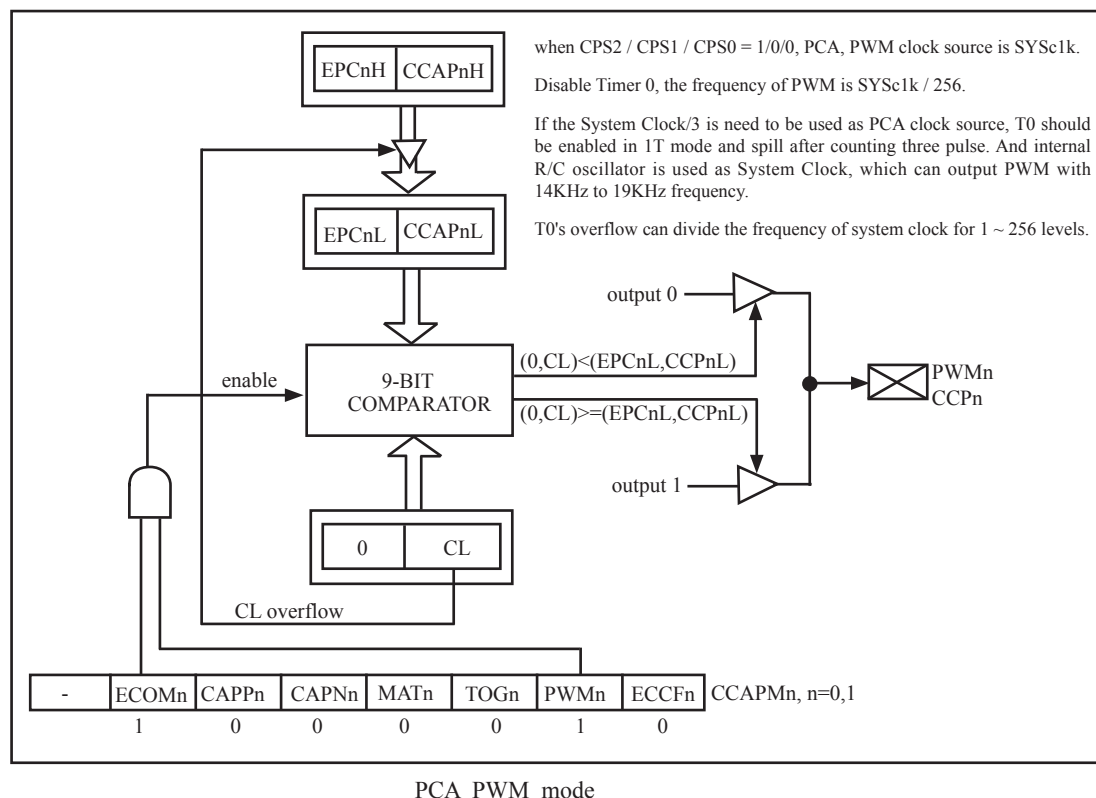 EPCnH CCAPnH
when CPS2 / CPS1 / CPS0 = 1/0/0, PCA, PWM clock source is SYSc1k.
Disable Timer 0, the frequency of PWM is SYSc1k / 256.
If the System Clock/3 is need to be used as PCA clock source, T0 should
be enabled in 1T mode and spill after counting three pulse. And internal
R/C oscillator is used as System Clock, which can output PWM with
14KHz to 19KHz frequency.
T0's overflow can divide the frequency of system clock for 1 ~ 256 levels.
EPCnL CCAPnL
output 0
(0,CL)<(EPCnL,CCPnL)
enable
9-BIT
COMPARATOR
PWMn
CCPn
(0,CL)>=(EPCnL,CCPnL)
output 1
0 CL
CL overflow
- ECOMn CAPPn CAPNn MATn TOGn PWMn ECCFn CCAPMn, n=0,1
1 0 0 0 0 1 0
PCA PWM mode